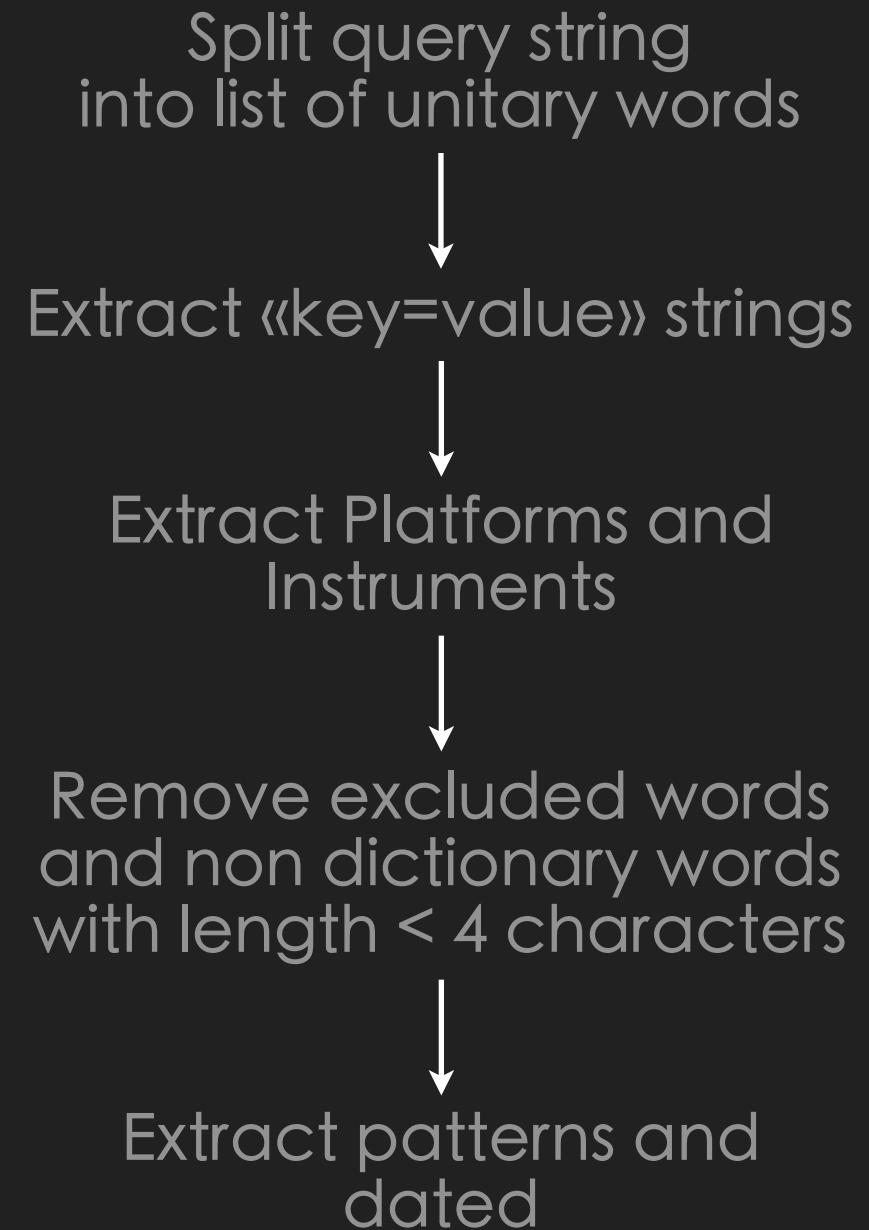 Split query string
into list of unitary words
Extract «key=value» strings
Extract Platforms and
Instruments
Remove excluded words
and non dictionary words
with length < 4 characters
Extract patterns and
dated